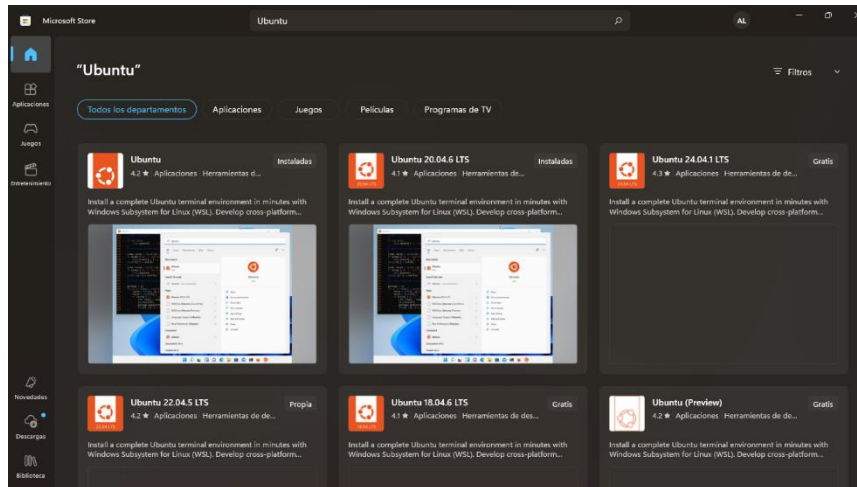 Microsoft Store
Ubuntu
AL
"Ubuntu"
Filtros
Todos los departamentos
Aplicaciones
Juegos
Películas
Programas de TV
Aplicaciones
Juegos
Entretenimiento
Novedades
Descargas
Biblioteca
Ubuntu
Instaladas
4.2 ★ Aplicaciones Herramientas d...
Install a complete Ubuntu terminal environment in minutes with
Windows Subsystem for Linux (WSL). Develop cross-platform...
Ubuntu 20.04.6 LTS
Instaladas
4.1 ★ Aplicaciones Herramientas d...
Install a complete Ubuntu terminal environment in minutes with
Windows Subsystem for Linux (WSL). Develop cross-platform...
Ubuntu 24.04.1 LTS
Gratis
4.3 ★ Aplicaciones Herramientas de de...
Install a complete Ubuntu terminal environment in minutes with
Windows Subsystem for Linux (WSL). Develop cross-platform...
Ubuntu 22.04.5 LTS
Propia
4.2 ★ Aplicaciones Herramientas de de...
Install a complete Ubuntu terminal environment in minutes with
Windows Subsystem for Linux (WSL). Develop cross-platform...
Ubuntu 18.04.6 LTS
Gratis
4.1 ★ Aplicaciones Herramientas de des...
Install a complete Ubuntu terminal environment in minutes with
Windows Subsystem for Linux (WSL). Develop cross-platform...
Ubuntu (Preview)
Gratis
4.2 ★ Aplicaciones Herramientas de de...
Install a complete Ubuntu terminal environment in minutes with
Windows Subsystem for Linux (WSL). Develop cross-platform...